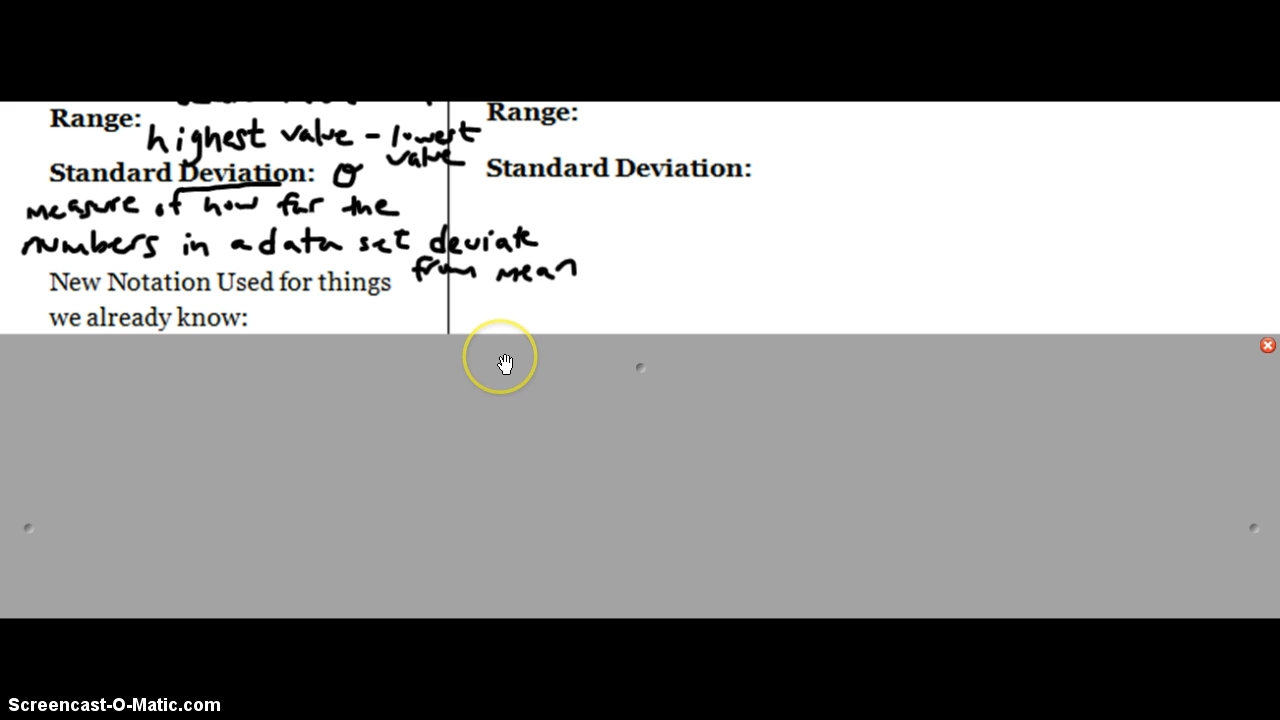 Range: highest value - lowest value
Standard Deviation: σ
measure of how far the
numbers in a data set deviate
from mean
New Notation Used for things
we already know:
Range:
Standard Deviation:
Screencast-O-Matic.com